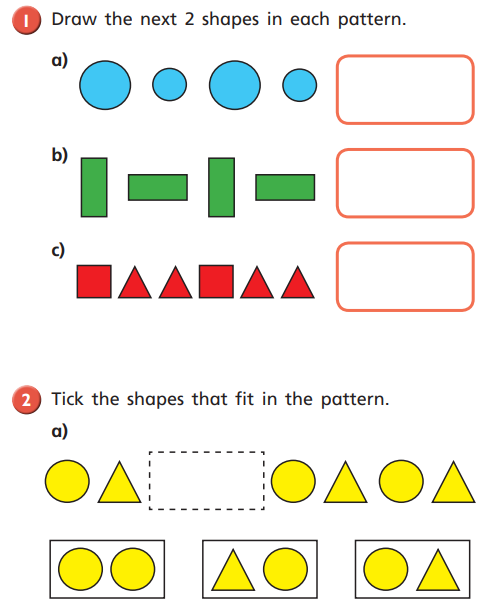 1 Draw the next 2 shapes in each pattern.
a)
b)
c)
2 Tick the shapes that fit in the pattern.
a)